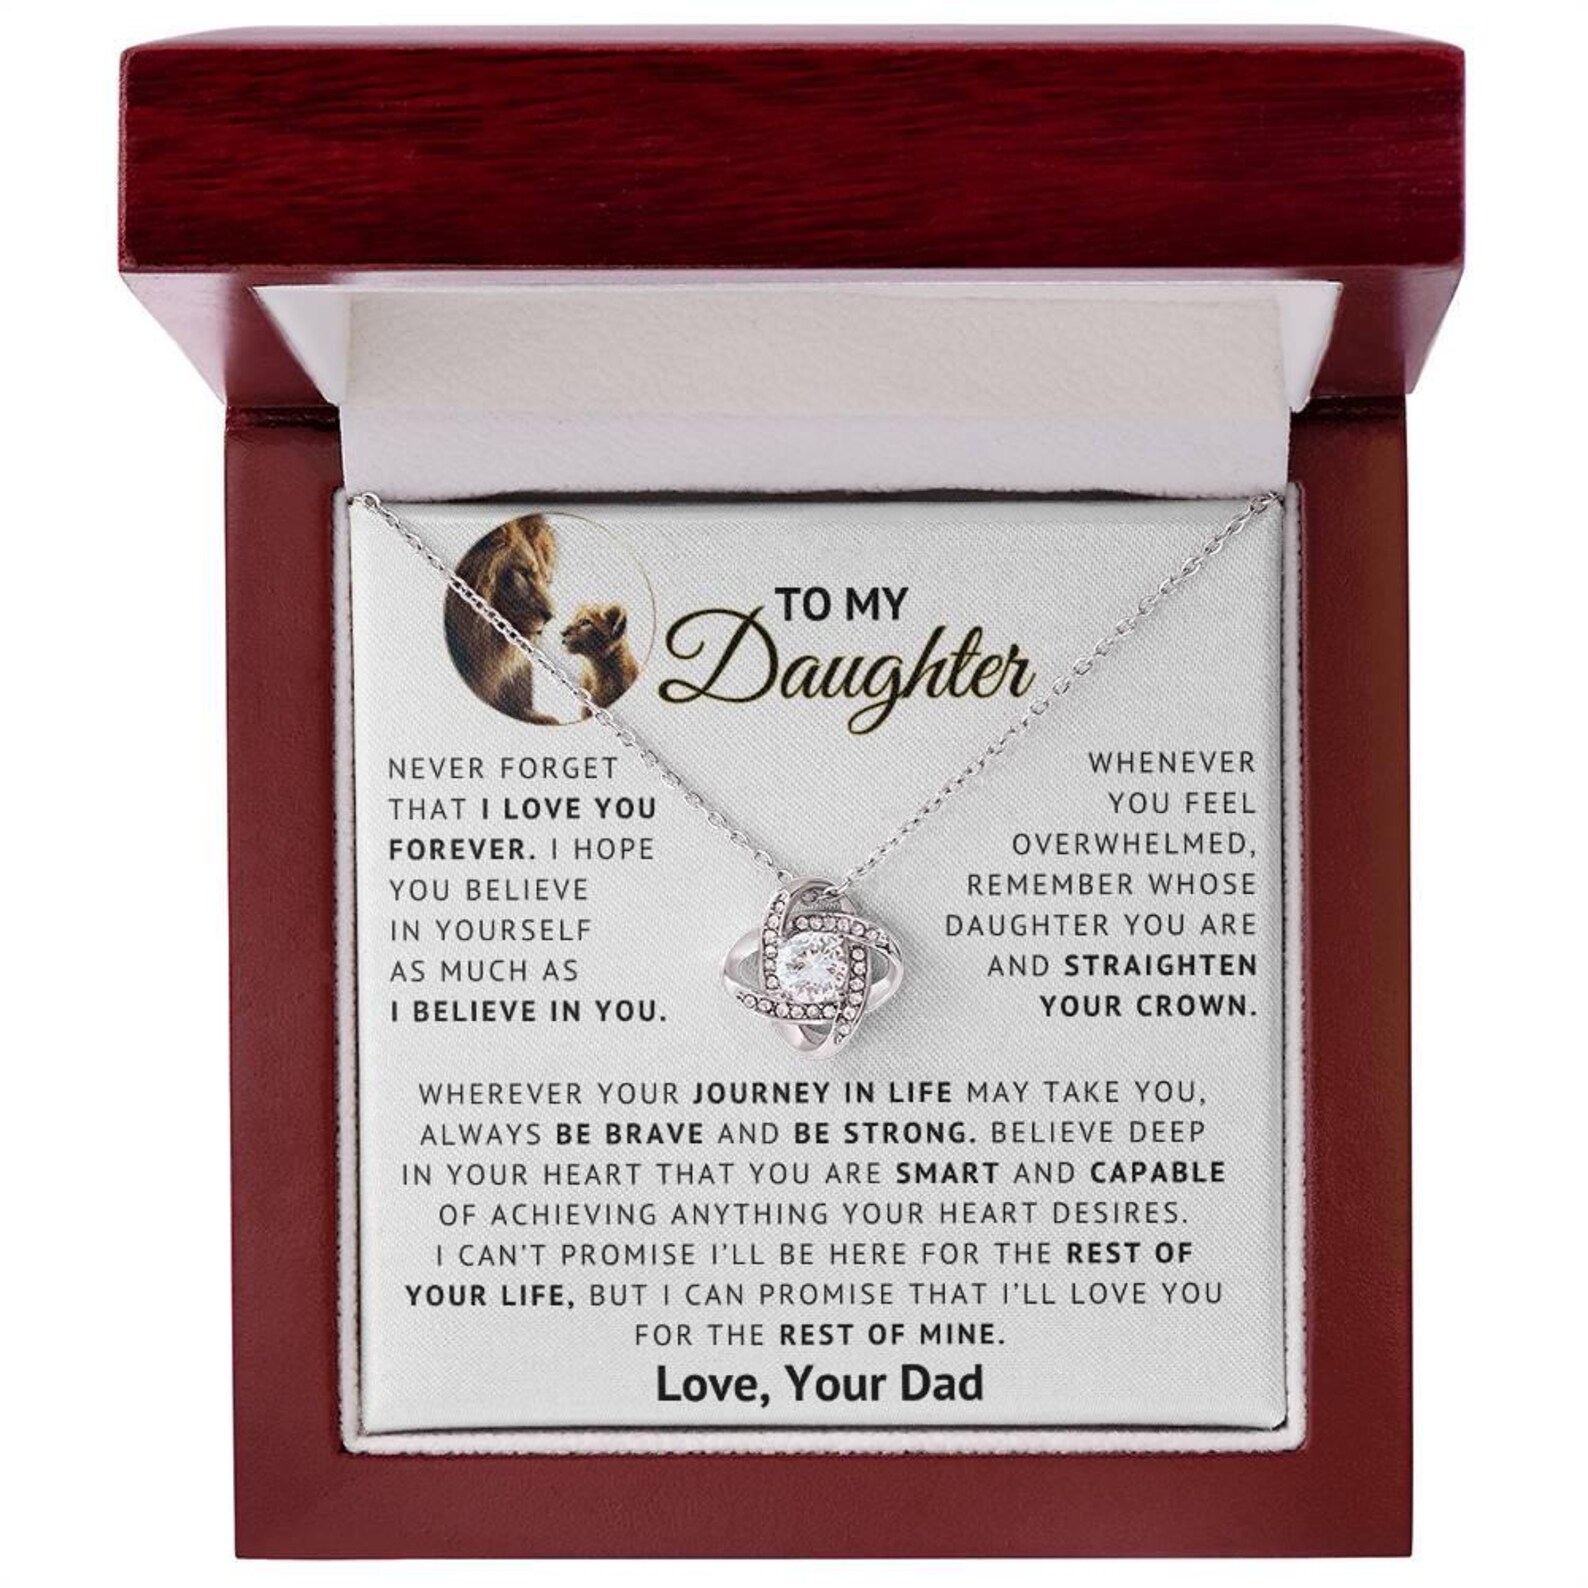 TO MY
Daughter
NEVER FORGET
THAT I LOVE YOU
FOREVER. I HOPE
YOU BELIEVE
IN YOURSELF
AS MUCH AS
I BELIEVE IN YOU.
WHENEVER
YOU FEEL
OVERWHELMED,
REMEMBER WHOSE
DAUGHTER YOU ARE
AND STRAIGHTEN
YOUR CROWN.
WHEREVER YOUR JOURNEY IN LIFE MAY TAKE YOU,
ALWAYS BE BRAVE AND BE STRONG. BELIEVE DEEP
IN YOUR HEART THAT YOU ARE SMART AND CAPABLE
OF ACHIEVING ANYTHING YOUR HEART DESIRES.
I CAN'T PROMISE I'LL BE HERE FOR THE REST OF
YOUR LIFE, BUT I CAN PROMISE THAT I'LL LOVE YOU
FOR THE REST OF MINE.
Love, Your Dad